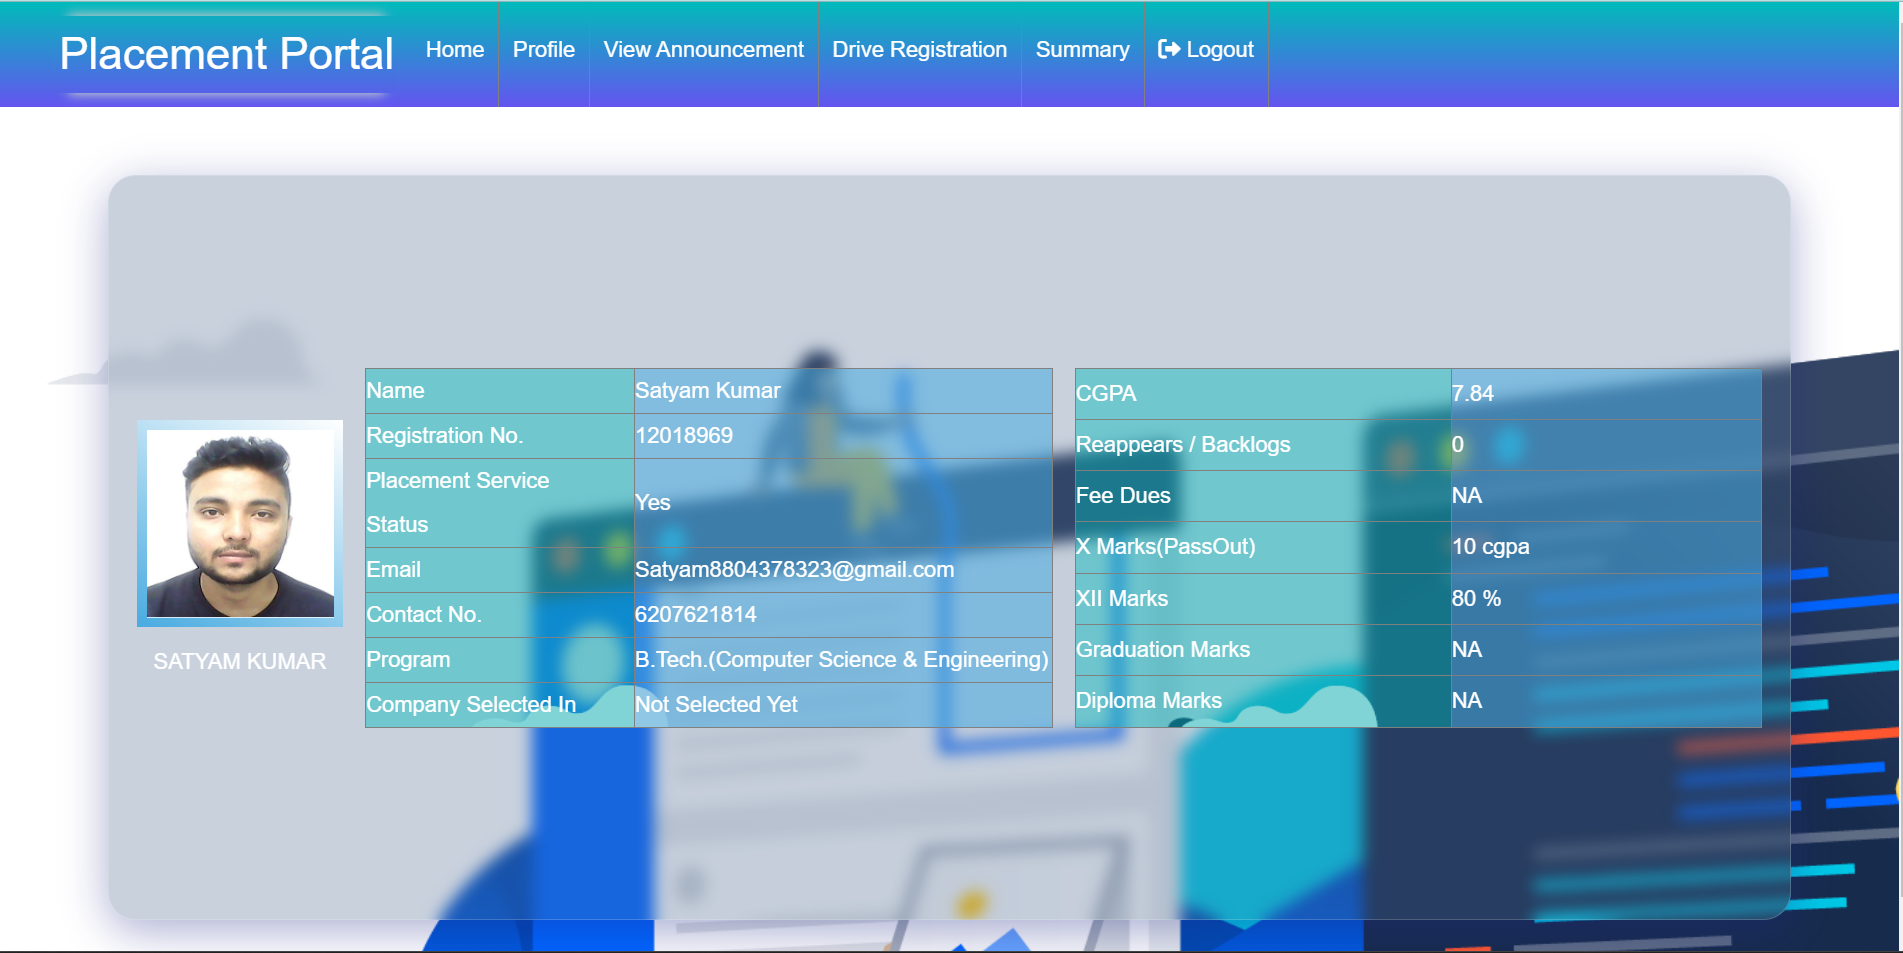 Placement Portal
Home
Profile
View Announcement
Drive Registration
Summary
Logout
SATYAM KUMAR
Name Satyam Kumar
Registration No. 12018969
Placement Service
Status
Yes
Email Satyam8804378323@gmail.com
Contact No. 6207621814
Program B.Tech.(Computer Science & Engineering)
Company Selected In Not Selected Yet
CGPA 7.84
Reappears / Backlogs 0
Fee Dues NA
X Marks(PassOut) 10 cgpa
XII Marks 80 %
Graduation Marks NA
Diploma Marks NA